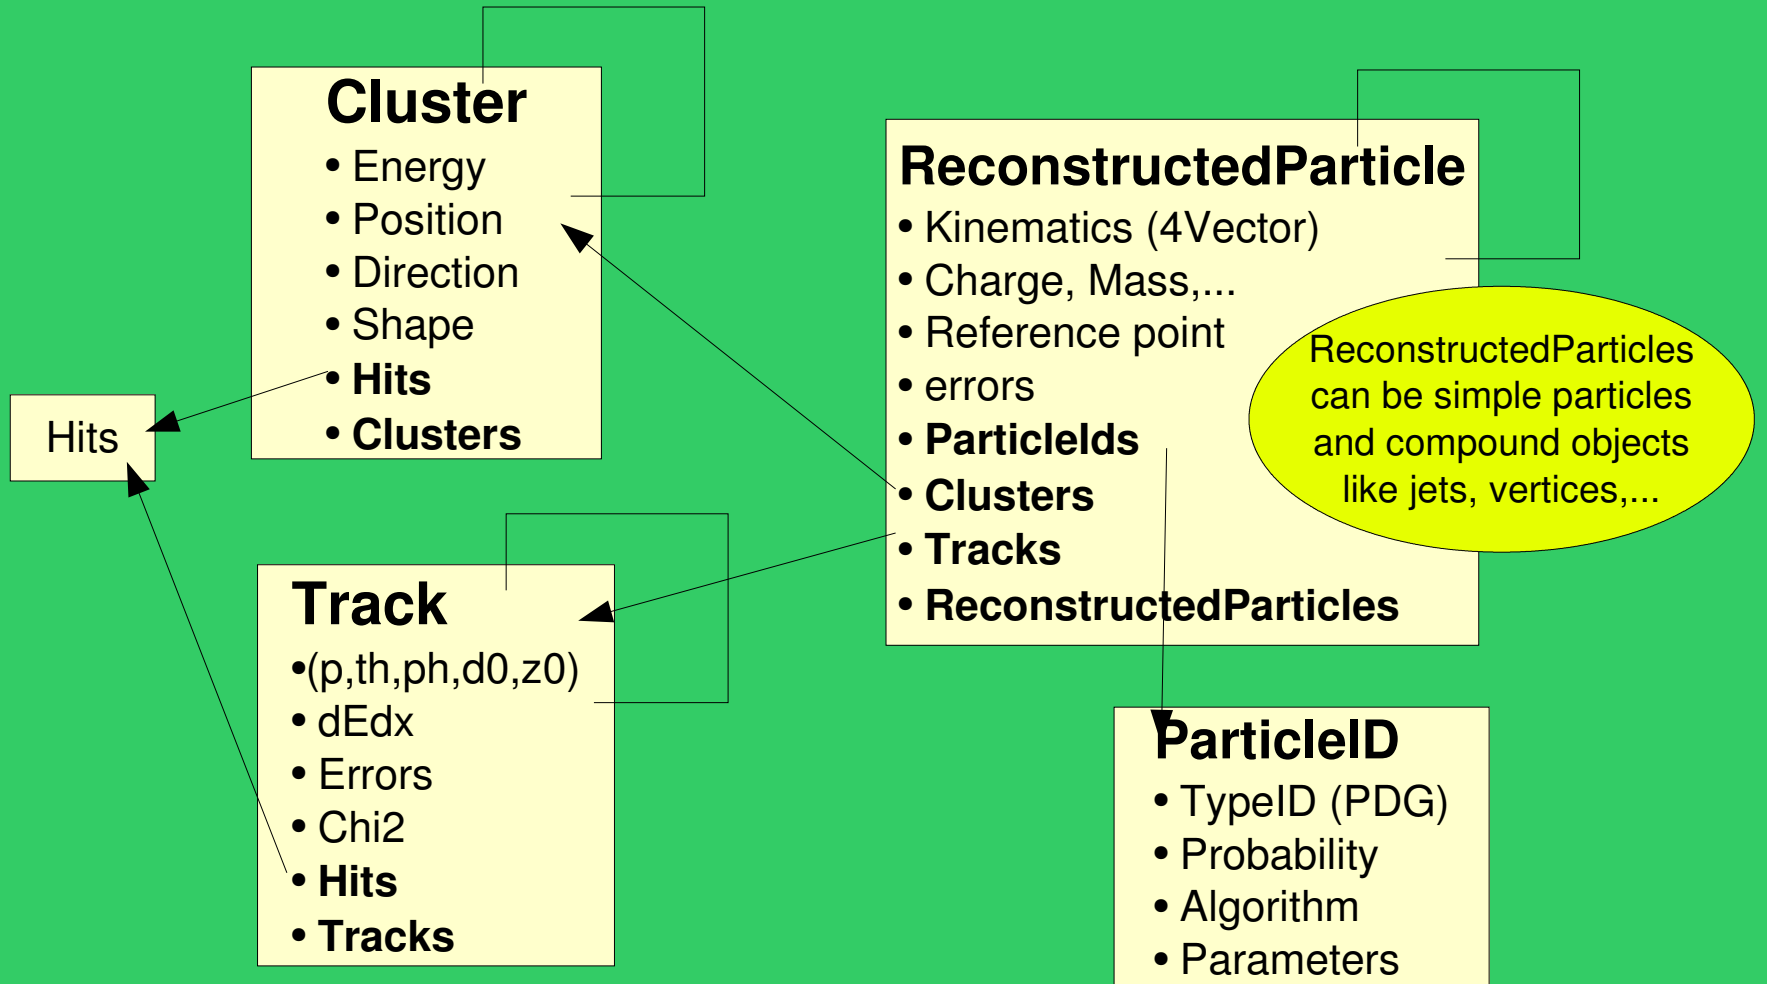 Cluster
• Energy
• Position
• Direction
• Shape
• Hits
• Clusters
Hits
Track
•(p,th,ph,d0,z0)
• dEdx
• Errors
• Chi2
• Hits
• Tracks
ReconstructedParticle
• Kinematics (4Vector)
• Charge, Mass,...
• Reference point
• errors
• ParticleIds
• Clusters
• Tracks
• ReconstructedParticles
ReconstructedParticles
can be simple particles
and compound objects
like jets, vertices,...
ParticleID
• TypeID (PDG)
• Probability
• Algorithm
• Parameters